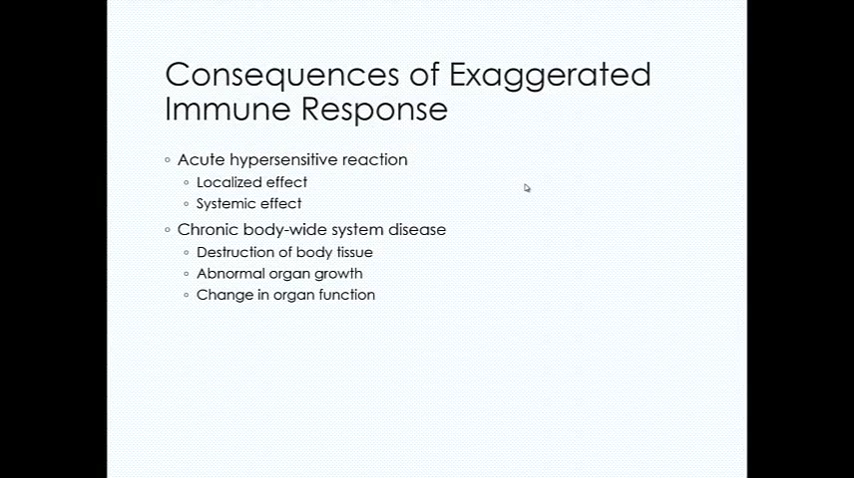 Consequences of Exaggerated
Immune Response
Acute hypersensitive reaction
Localized effect
Systemic effect
Chronic body-wide system disease
Destruction of body tissue
Abnormal organ growth
Change in organ function